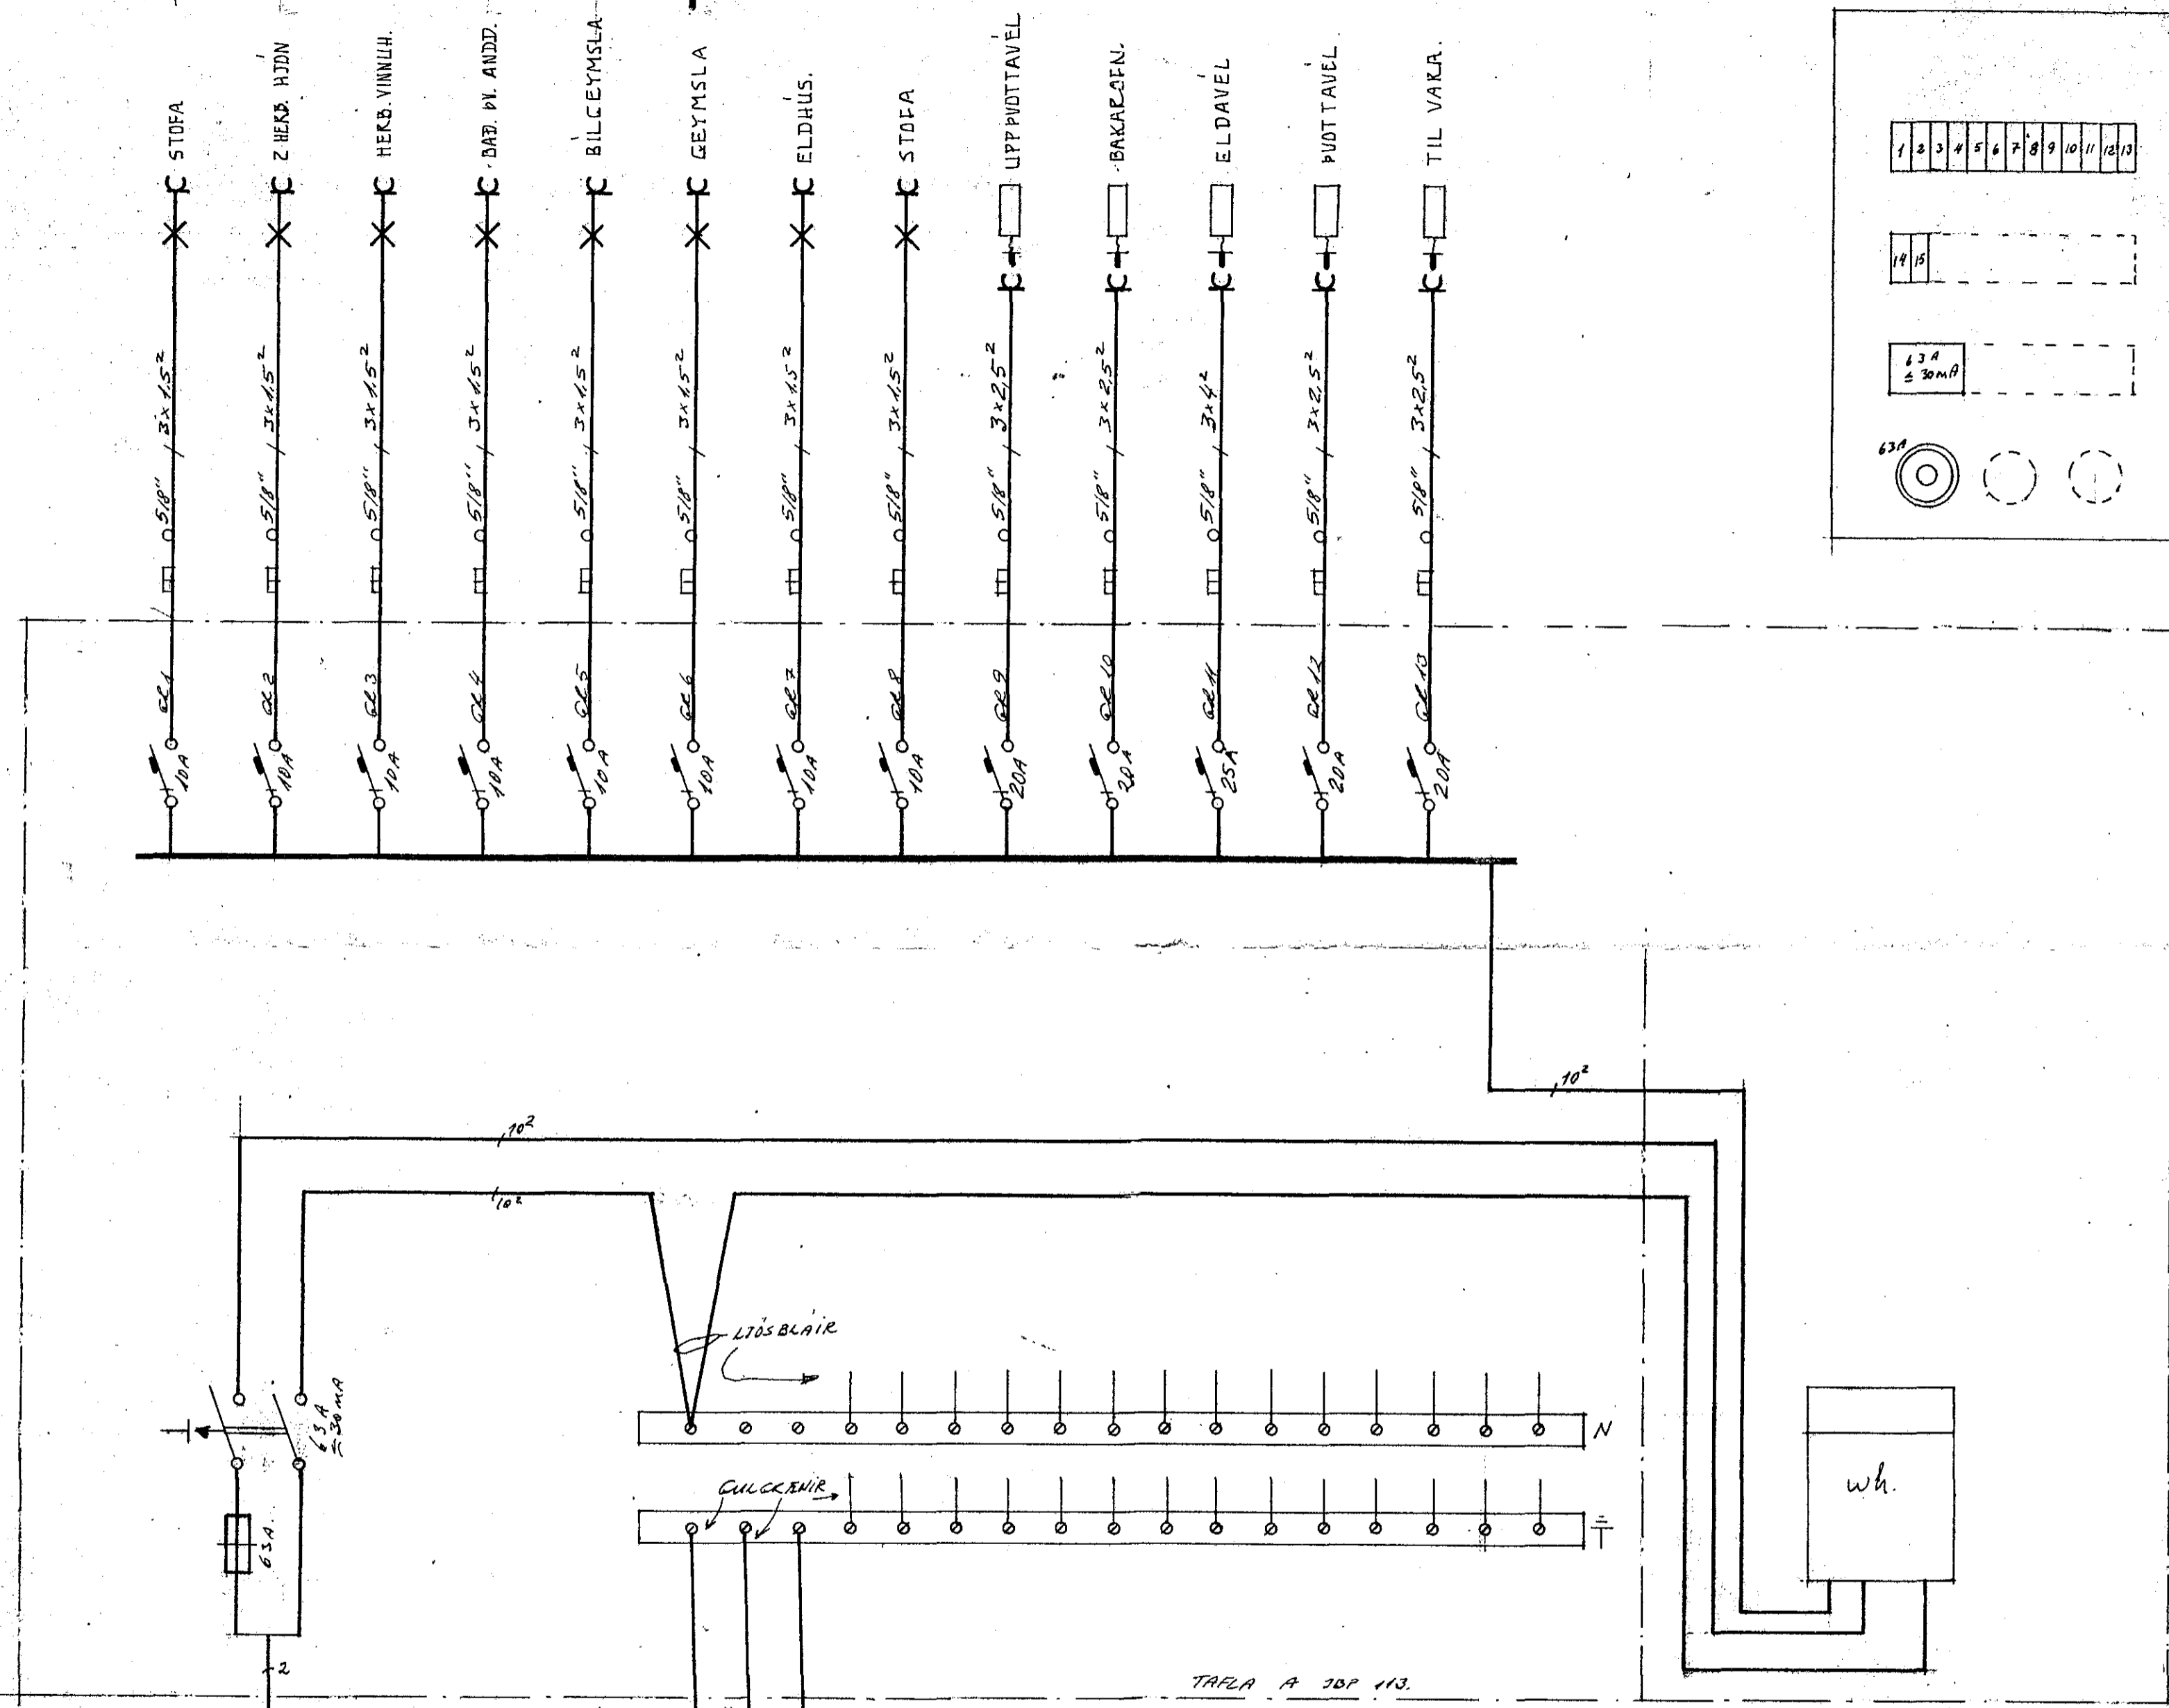 STOFA
2 HERB. HJÓN
HERB. VINNUH.
BAÐ. ÞV. ANDD.
BÍLGEYMSLA
GEYMSLA
ELDHÚS.
STOFA
UPPÞVOTTAVÉL
BAKAROFN.
ELDAVÉL
ÞVOTTAVÉL
TIL VARA.
5/8", 3x1,5²
5/8", 3x1,5²
5/8", 3x1,5²
5/8", 3x1,5²
5/8", 3x1,5²
5/8", 3x1,5²
5/8", 3x1,5²
5/8", 3x1,5²
5/8", 3x2,5²
5/8", 3x2,5²
5/8", 3x4²
5/8", 3x2,5²
5/8", 3x2,5²
GR 1
GR 2
GR 3
GR 4
GR 5
GR 6
GR 7
GR 8
GR 9
GR 10
GR 11
GR 12
GR 13
10A
10A
10A
10A
10A
10A
10A
10A
20A
20A
25A
20A
20A
1 2 3 4 5 6 7 8 9 10 11 12 13
14 15
63A
≤ 30mA
63A
10²
10²
10²
LJÓSBLÁIR
N
GULGRÆNIR
63A
≤ 30mA
63A.
2
wh.
TAFLA A JBP 113.